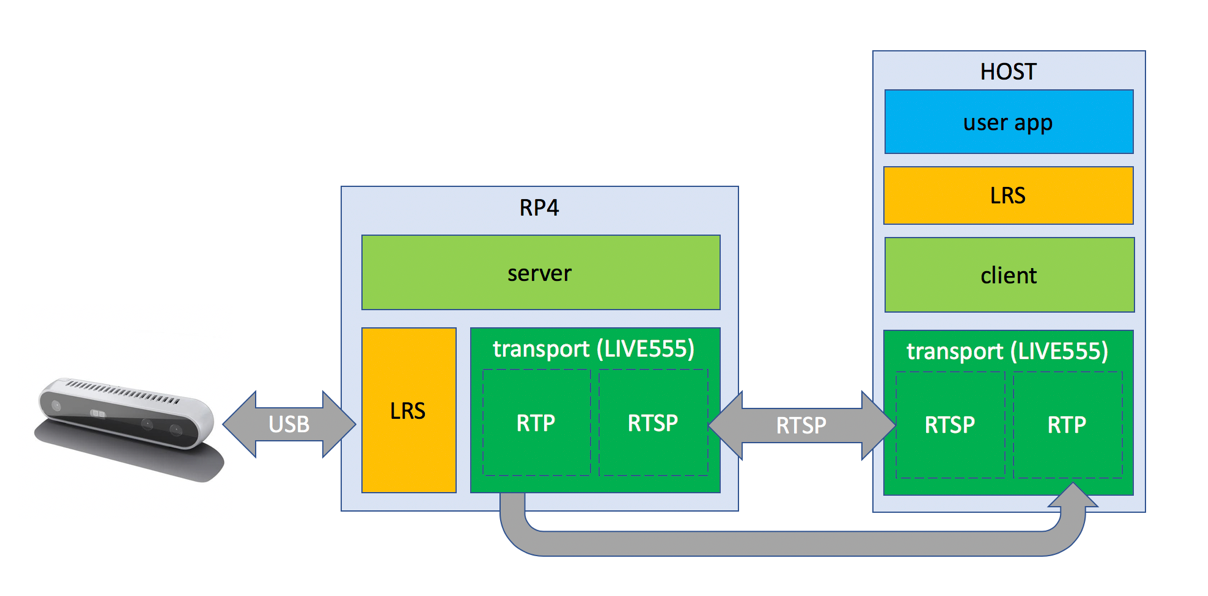 HOST
user app
LRS
client
transport (LIVE555)
RTSP
RTP
RP4
server
LRS
transport (LIVE555)
RTP
RTSP
USB
RTSP